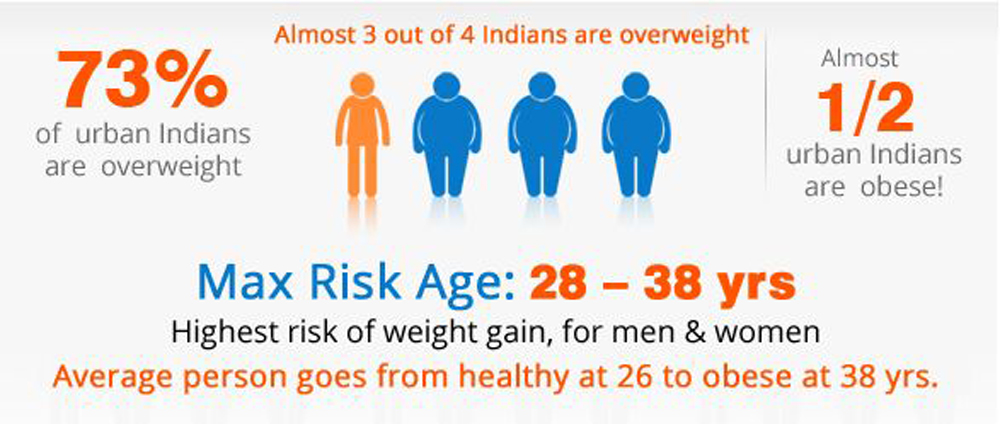 Almost 3 out of 4 Indians are overweight
73%
of urban Indians
are overweight
Almost
1/2
urban Indians
are obese!
Max Risk Age: 28 – 38 yrs
Highest risk of weight gain, for men & women
Average person goes from healthy at 26 to obese at 38 yrs.